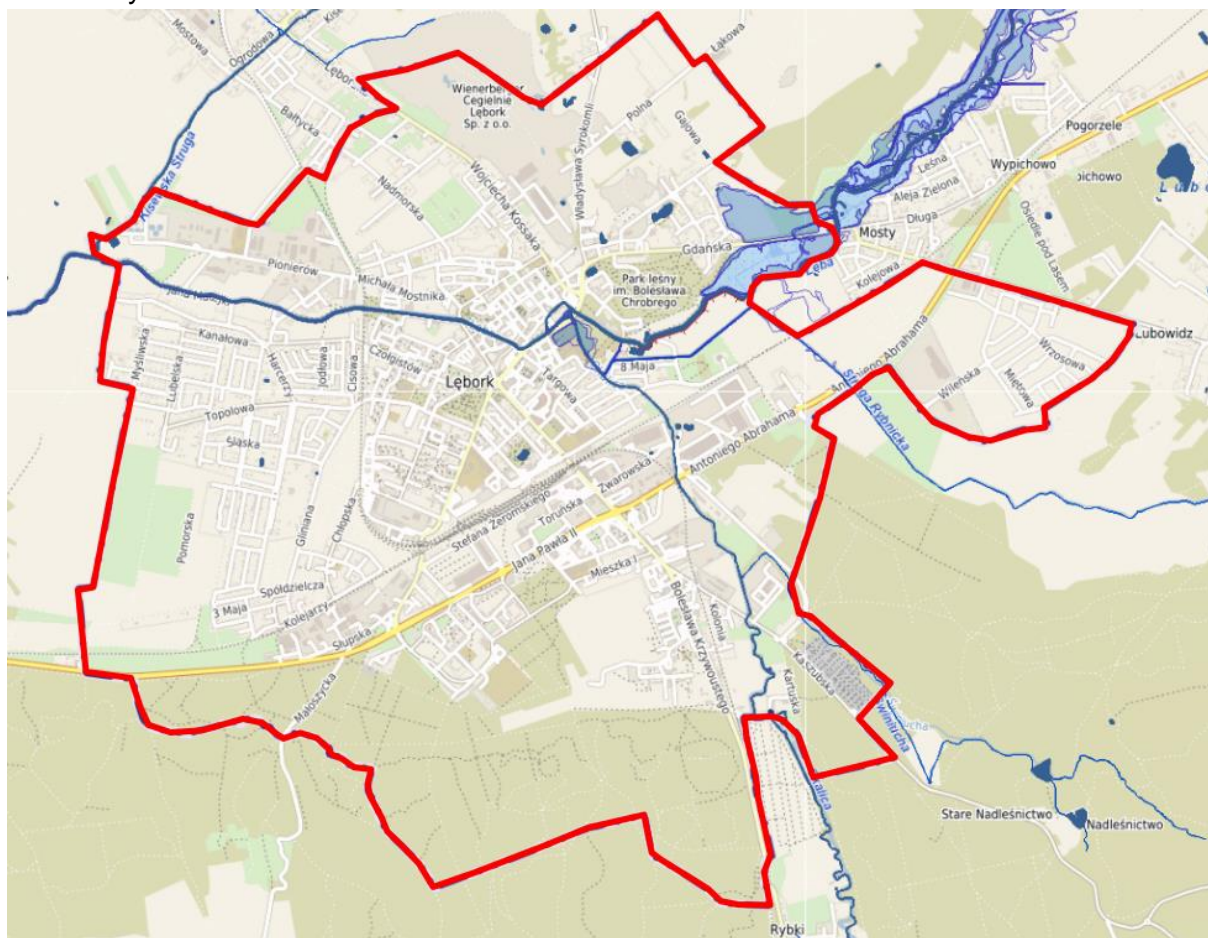 Mostowa
Ogrodowa
Łąkowa
Wienerberger
Cegielnie
Lębork
Sp. z o.o.
Bałtycka
Polna
Gajowa
Władysława Syrokomli
Pogorzele
Wypichowo
Leśna
Aleja Zielona
Długa
Kisewska Struga
Nadmorska
Wojciecha Kossaka
Gdańska
Mosty
Osiedle pod Lasem
Pionierów
Michała Mostnika
Park leśny
im. Bolesława
Chrobrego
Łeba
Kolejowa
Kanałowa
Myśliwska
Lubelska
Harcerzy
Jodłowa
Cisowa
Czołgistów
Lębork
Targowa
8 Maja
Antoniego Abrahama
Lubowidz
Wrzosowa
Miętowa
Wileńska
Struga Rybnicka
Topolowa
Śląska
Antoniego Abrahama
Zwarowska
Toruńska
Stefana Żeromskiego
Chłopska
Gliniana
Pomorska
Jana Pawła II
Mieszka I
Spółdzielcza
3 Maja
Kolejarzy
Słupska
Bolesława Krzywoustego
Kolonia
Kaszubska
Kartuska
Małoszycka
Stare Nadleśnictwo
Nadleśnictwo
Rybki